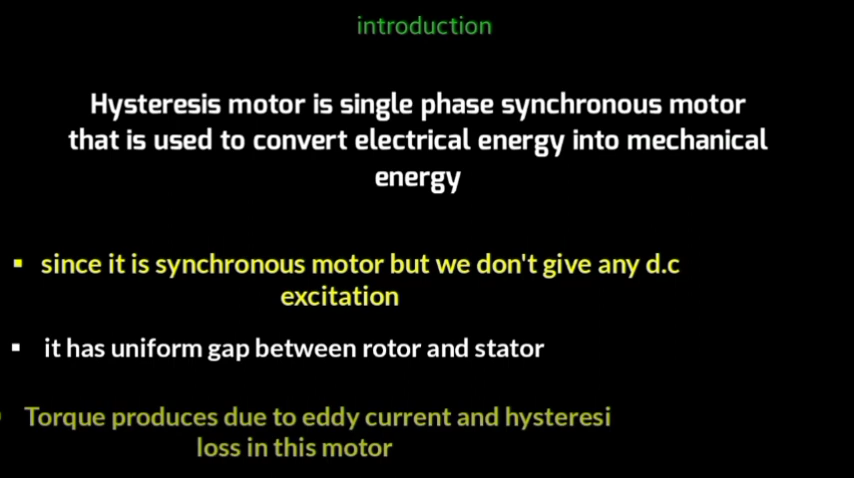 introduction
Hysteresis motor is single phase synchronous motor
that is used to convert electrical energy into mechanical
energy
▪ since it is synchronous motor but we don't give any d.c
excitation
▪ it has uniform gap between rotor and stator
Torque produces due to eddy current and hysteresi
loss in this motor